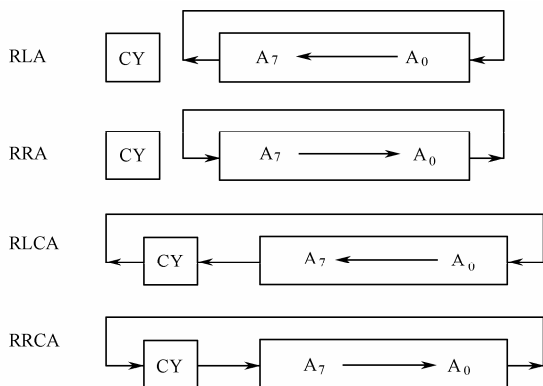 RLA CY A₇ A₀
RRA CY A₇ A₀
RLCA CY A₇ A₀
RRCA CY A₇ A₀